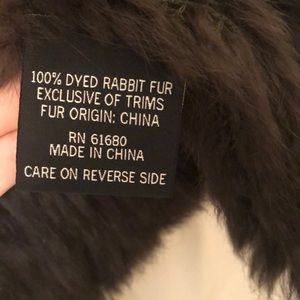 100% DYED RABBIT FUR
EXCLUSIVE OF TRIMS
FUR ORIGIN: CHINA
RN 61680
MADE IN CHINA
CARE ON REVERSE SIDE